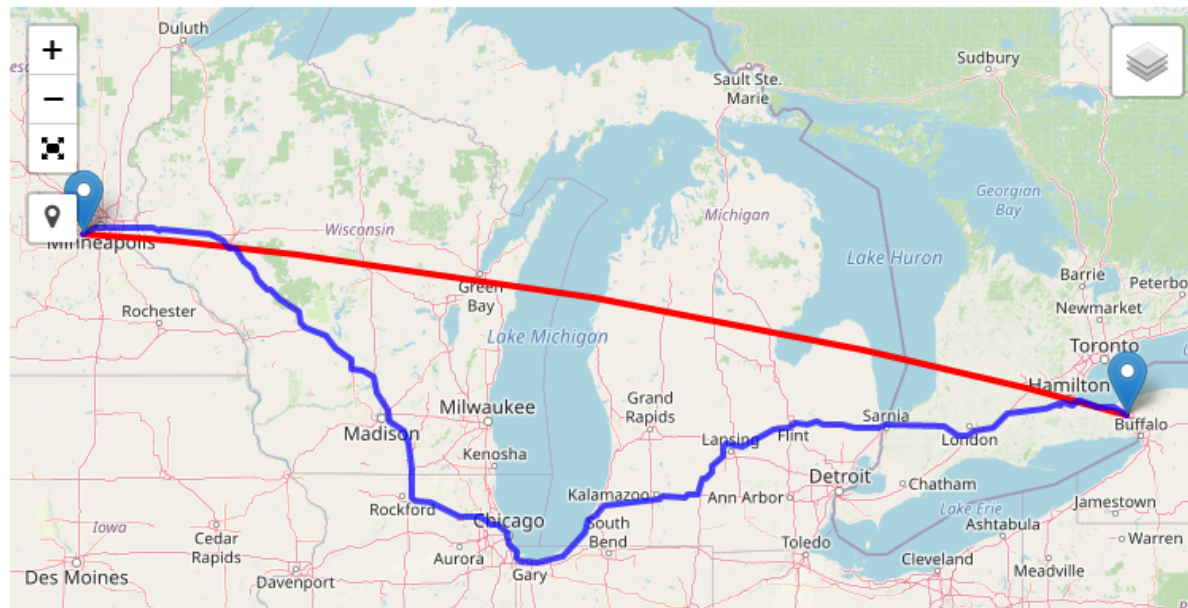 +
−
Duluth
Sudbury
Sault Ste.
Marie
Georgian
Bay
Michigan
Wisconsin
Minneapolis
Lake Huron
Barrie
Peterbo
Green
Bay
Newmarket
Rochester
Lake Michigan
Toronto
Hamilton
Grand
Rapids
Milwaukee
Sarnia
Buffalo
Madison
Flint
London
Lansing
Kenosha
Detroit
Chatham
Kalamazoo
Ann Arbor
Rockford
Jamestown
Lake Erie
Chicago
South
Bend
Ashtabula
Iowa
Cedar
Rapids
Warren
Toledo
Aurora
Cleveland
Meadville
Gary
Des Moines
Davenport